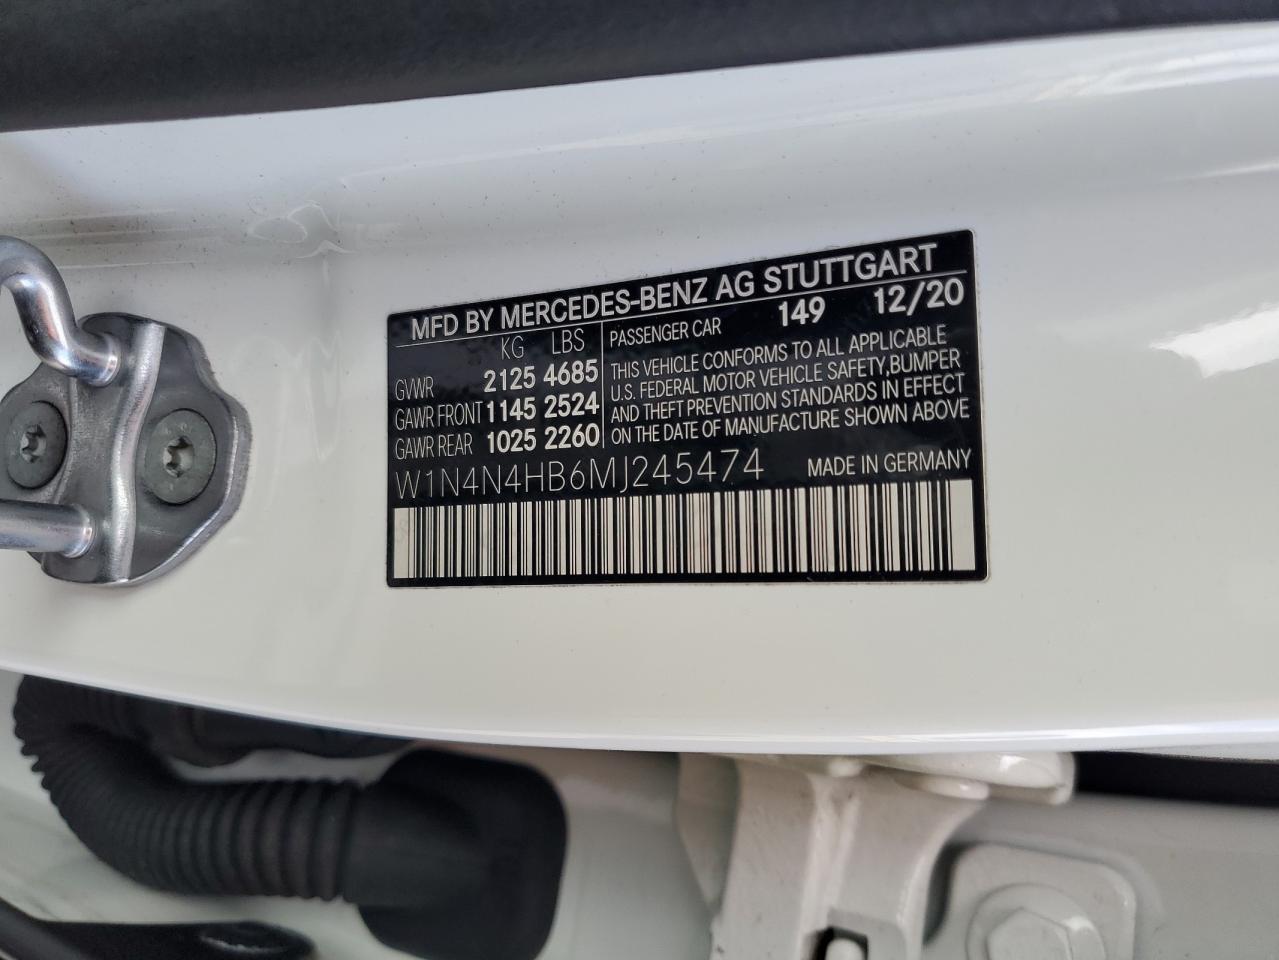 MFD BY MERCEDES-BENZ AG STUTTGART
KG LBS
GVWR 2125 4685
GAWR FRONT 1145 2524
GAWR REAR 1025 2260
PASSENGER CAR 149 12/20
THIS VEHICLE CONFORMS TO ALL APPLICABLE
U.S. FEDERAL MOTOR VEHICLE SAFETY,BUMPER
AND THEFT PREVENTION STANDARDS IN EFFECT
ON THE DATE OF MANUFACTURE SHOWN ABOVE
W1N4N4HB6MJ245474 MADE IN GERMANY